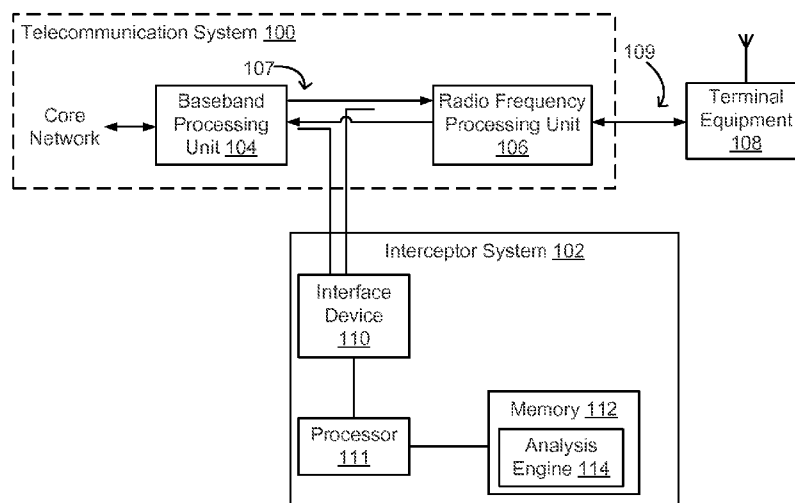 Telecommunication System 100
107
109
Core
Network
Baseband
Processing
Unit 104
Radio Frequency
Processing Unit
106
Terminal
Equipment
108
Interceptor System 102
Interface
Device
110
Processor
111
Memory 112
Analysis
Engine 114